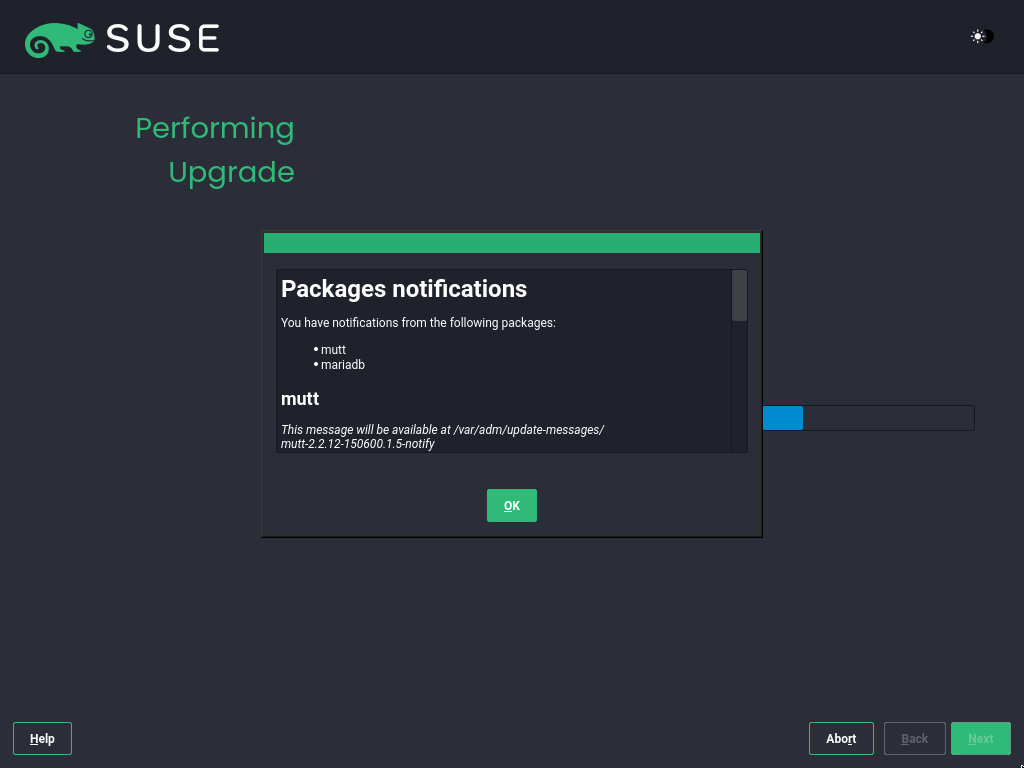 SUSE
Performing
Upgrade
Packages notifications
You have notifications from the following packages:
• mutt
• mariadb
mutt
This message will be available at /var/adm/update-messages/
mutt-2.2.12-150600.1.5-notify
OK
Help
Abort
Back
Next